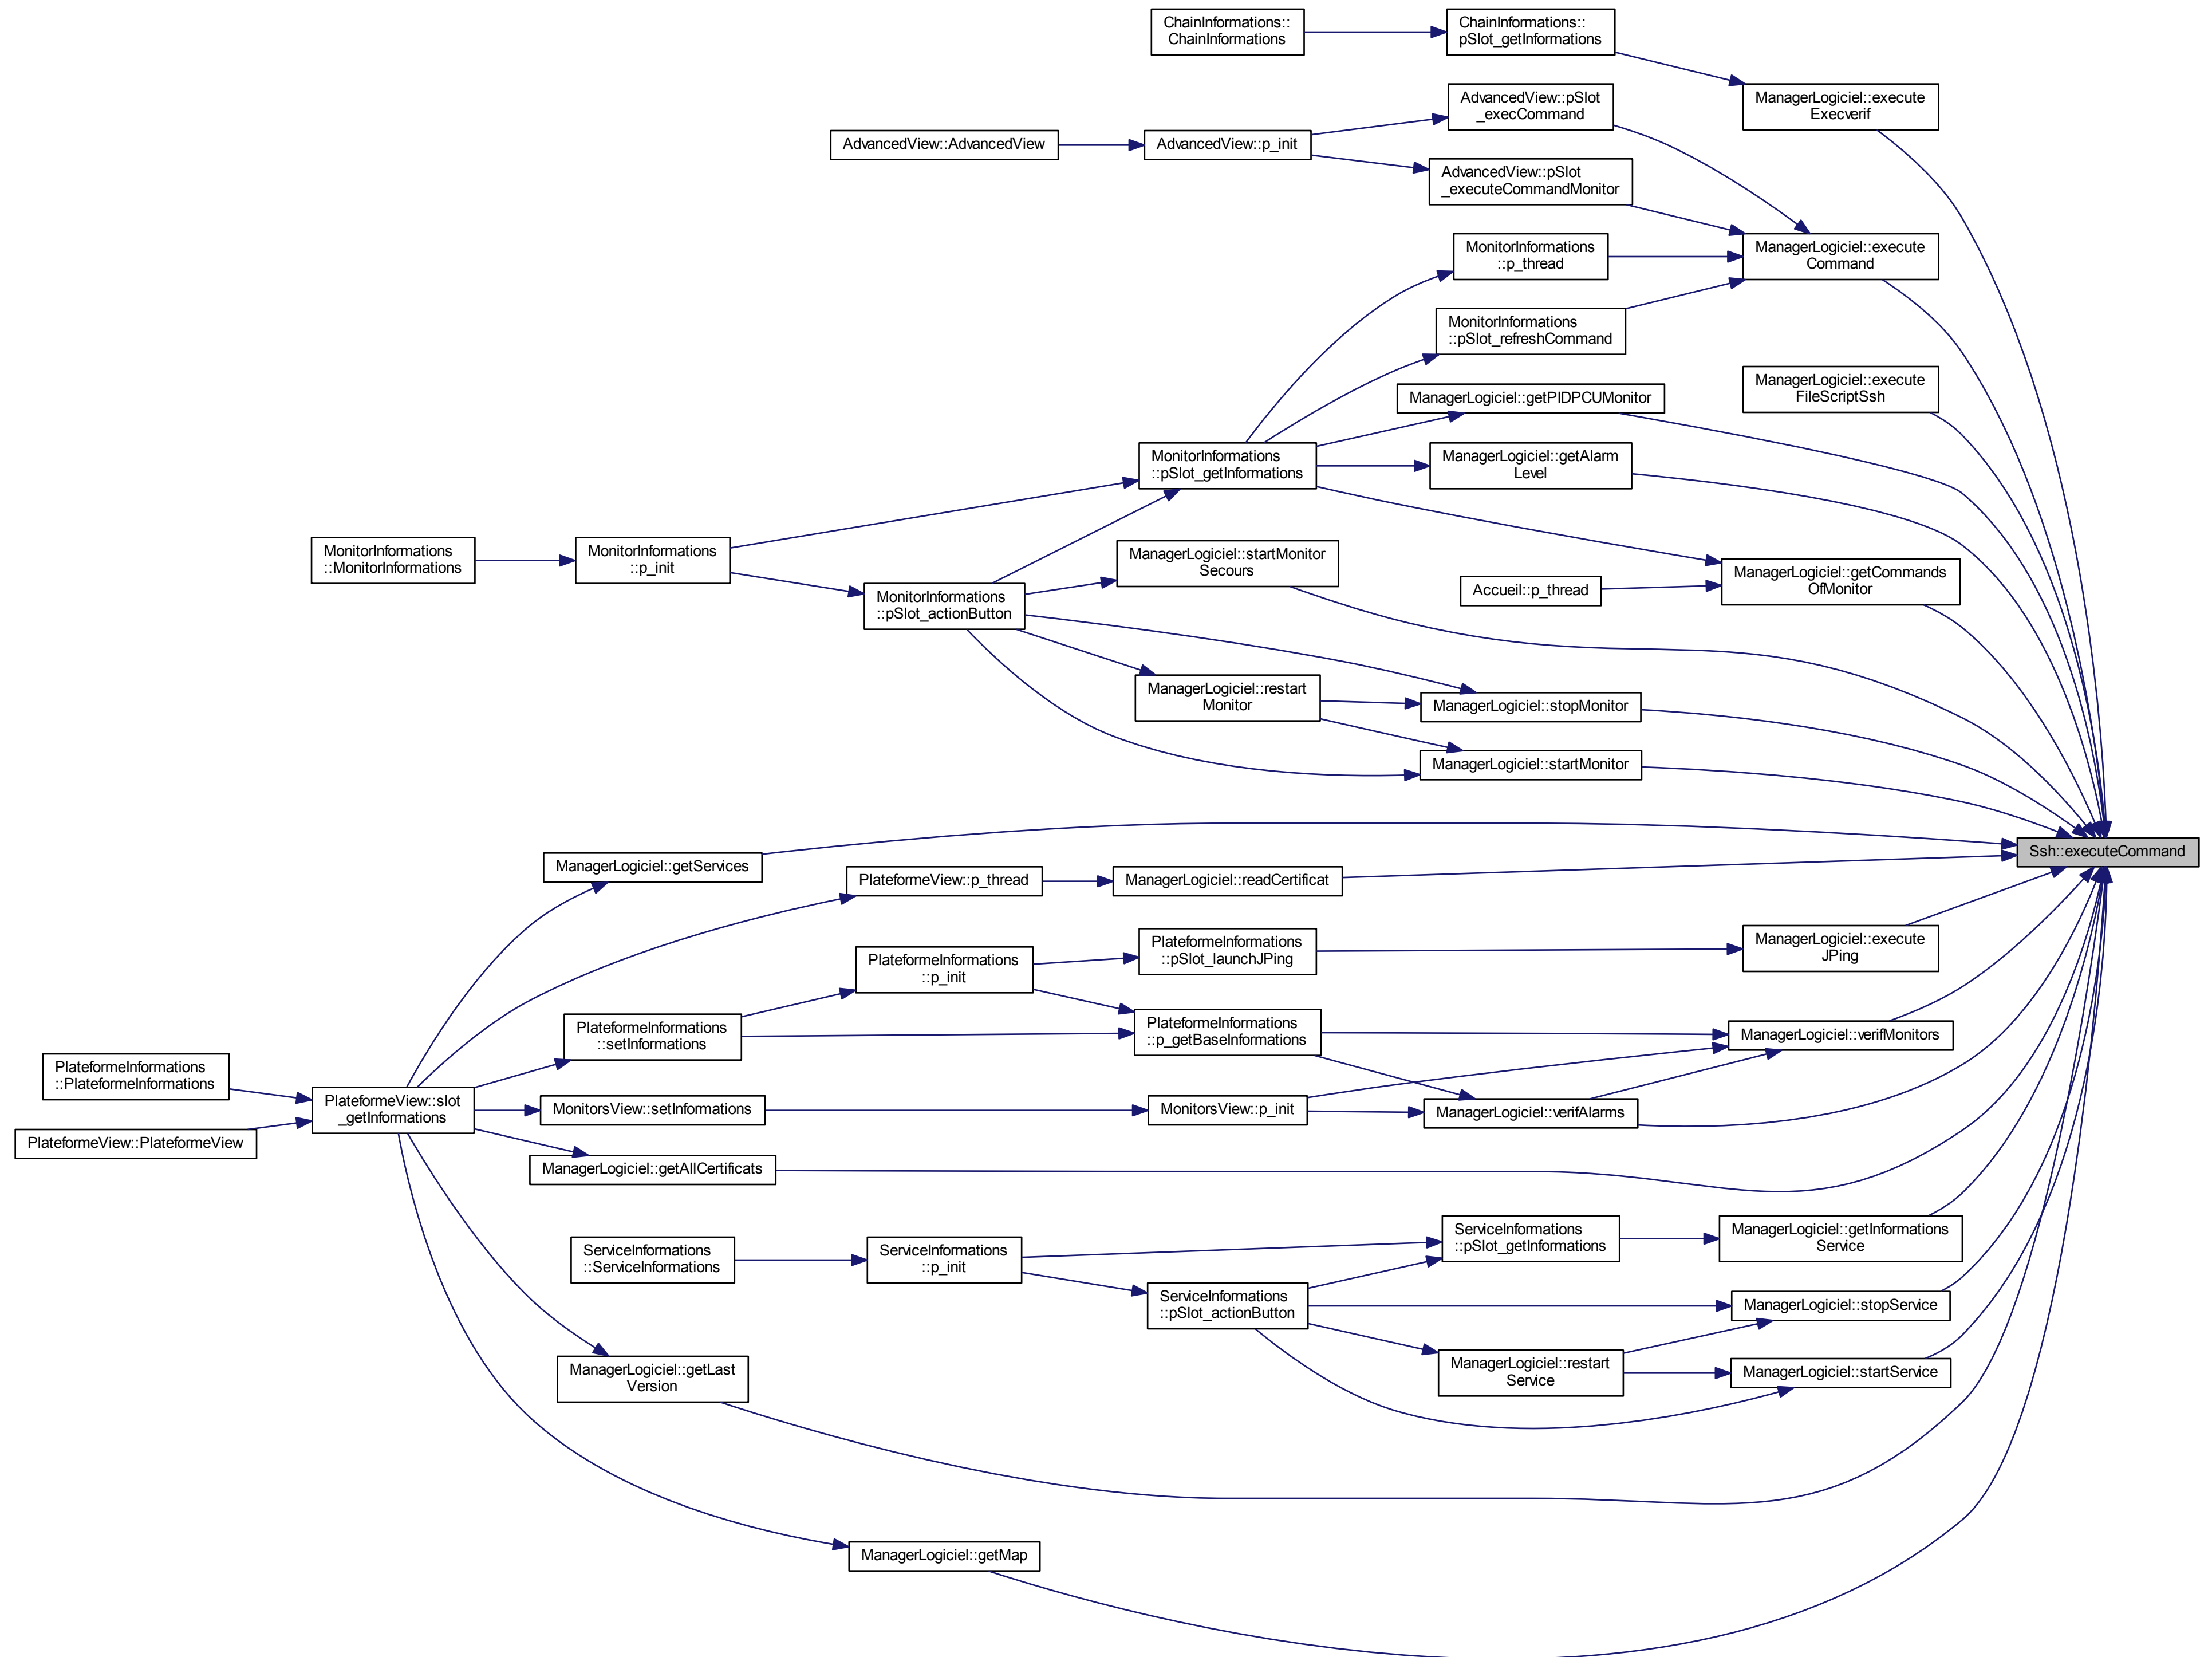 ChainInformations::
ChainInformations
ChainInformations::
pSlot_getInformations
ManagerLogiciel::execute
Execverif
AdvancedView::pSlot
_execCommand
AdvancedView::AdvancedView
AdvancedView::p_init
AdvancedView::pSlot
_executeCommandMonitor
MonitorInformations
::p_thread
ManagerLogiciel::execute
Command
MonitorInformations
::pSlot_refreshCommand
ManagerLogiciel::getPIDPCUMonitor
ManagerLogiciel::execute
FileScriptSsh
MonitorInformations
::pSlot_getInformations
ManagerLogiciel::getAlarm
Level
MonitorInformations
::MonitorInformations
MonitorInformations
::p_init
ManagerLogiciel::startMonitor
Secours
MonitorInformations
::pSlot_actionButton
Accueil::p_thread
ManagerLogiciel::getCommands
OfMonitor
ManagerLogiciel::restart
Monitor
ManagerLogiciel::stopMonitor
ManagerLogiciel::startMonitor
Ssh::executeCommand
ManagerLogiciel::getServices
PlateformeView::p_thread
ManagerLogiciel::readCertificat
PlateformeInformations
::p_init
PlateformeInformations
::pSlot_launchJPing
ManagerLogiciel::execute
JPing
PlateformeInformations
::setInformations
PlateformeInformations
::p_getBaseInformations
ManagerLogiciel::verifMonitors
PlateformeInformations
::PlateformeInformations
PlateformeView::slot
_getInformations
MonitorsView::setInformations
MonitorsView::p_init
ManagerLogiciel::verifAlarms
PlateformeView::PlateformeView
ManagerLogiciel::getAllCertificats
ServiceInformations
::ServiceInformations
ServiceInformations
::p_init
ServiceInformations
::pSlot_getInformations
ManagerLogiciel::getInformations
Service
ServiceInformations
::pSlot_actionButton
ManagerLogiciel::stopService
ManagerLogiciel::restart
Service
ManagerLogiciel::startService
ManagerLogiciel::getLast
Version
ManagerLogiciel::getMap